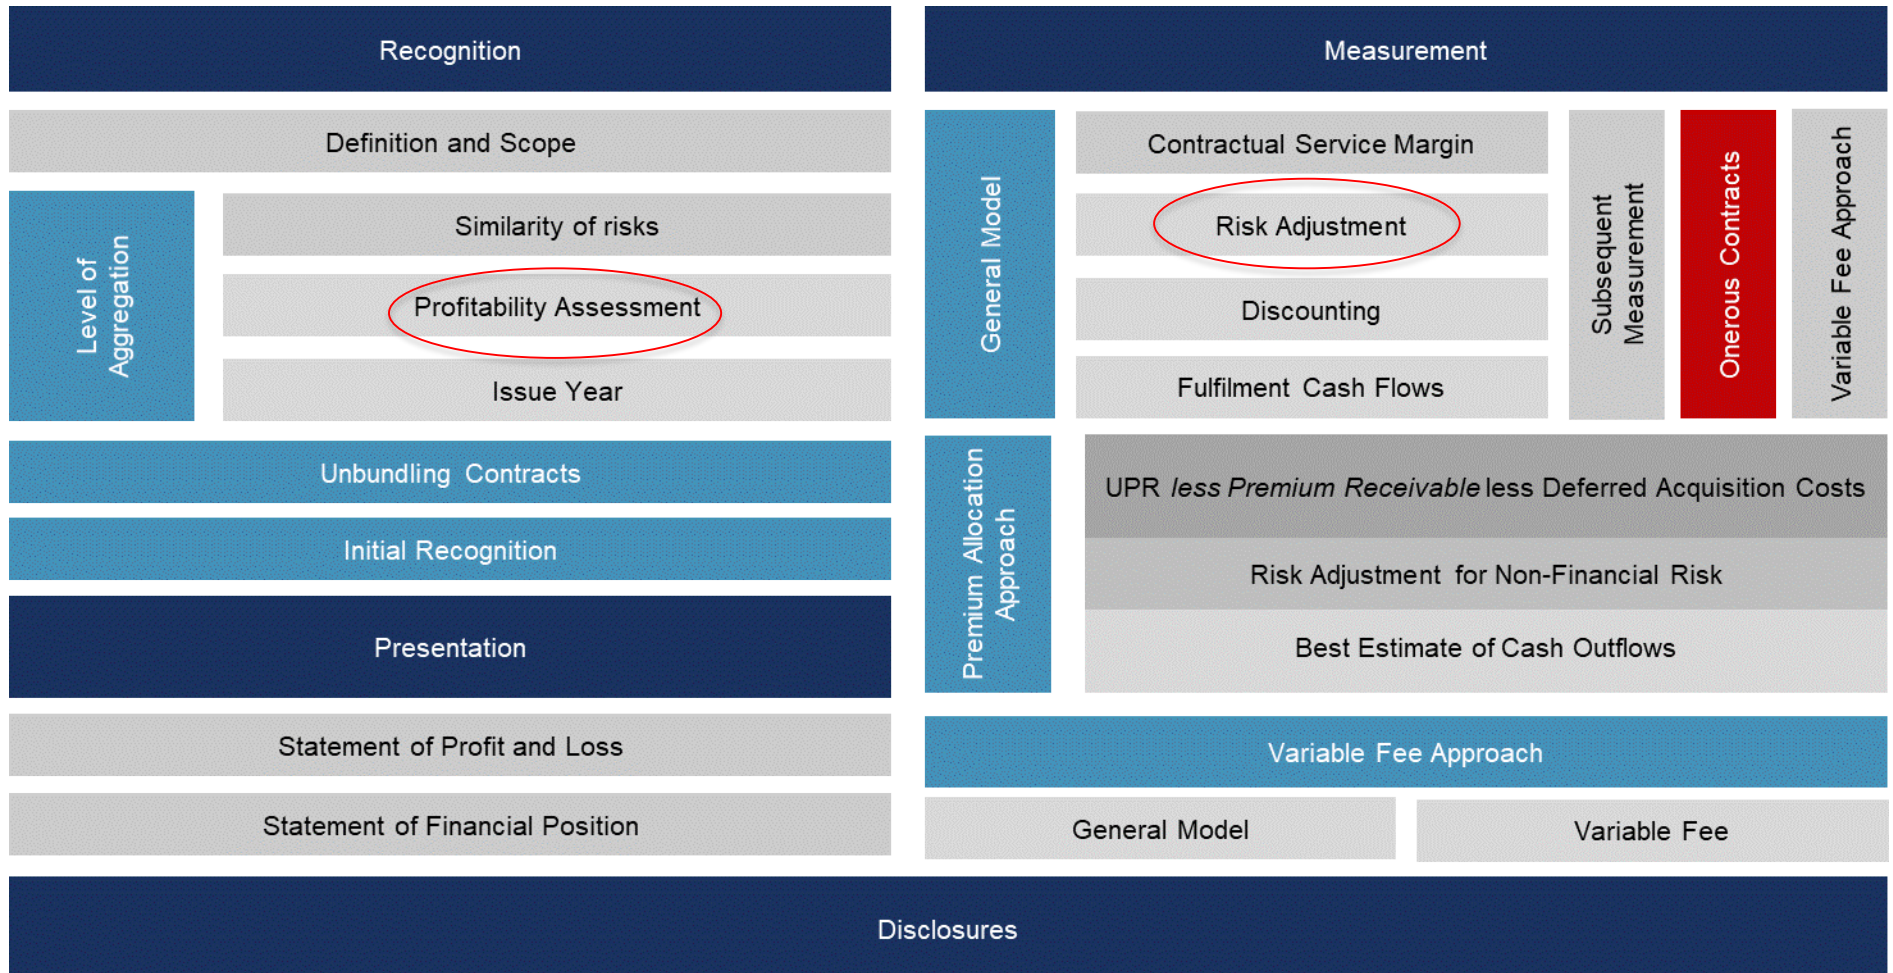 Recognition
Definition and Scope
Level of
Aggregation
Similarity of risks
Profitability Assessment
Issue Year
Unbundling Contracts
Initial Recognition
Presentation
Statement of Profit and Loss
Statement of Financial Position
Measurement
General Model
Contractual Service Margin
Risk Adjustment
Discounting
Fulfilment Cash Flows
Subsequent
Measurement
Onerous Contracts
Variable Fee Approach
Premium Allocation
Approach
UPR less Premium Receivable less Deferred Acquisition Costs
Risk Adjustment for Non-Financial Risk
Best Estimate of Cash Outflows
Variable Fee Approach
General Model
Variable Fee
Disclosures